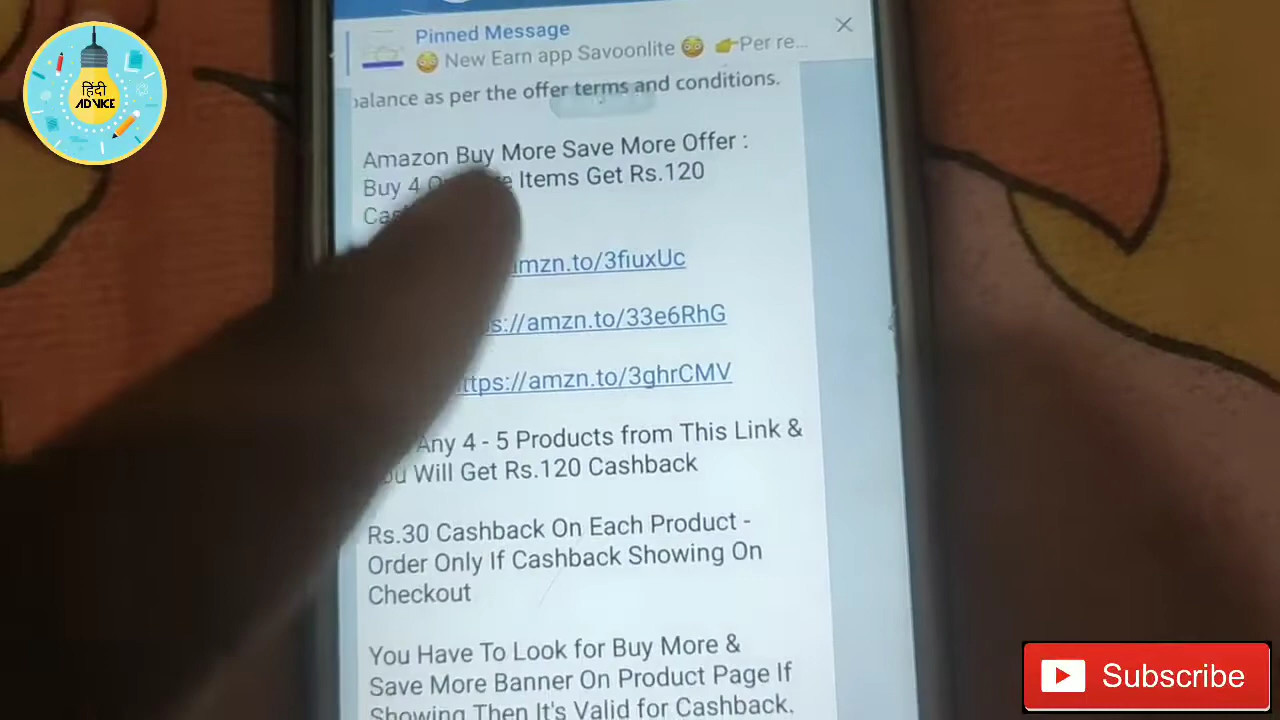 Pinned Message
New Earn app Savoonlite 👉Per re...
balance as per the offer terms and conditions.
Amazon Buy More Save More Offer :
Buy 4 Items Get Rs.120
amzn.to/3fiuxUc
s://amzn.to/33e6RhG
ttps://amzn.to/3ghrCMV
Any 4 - 5 Products from This Link &
Will Get Rs.120 Cashback
Rs.30 Cashback On Each Product -
Order Only If Cashback Showing On
Checkout
You Have To Look for Buy More &
Save More Banner On Product Page If
Showing Then It's Valid for Cashback.
हिंदी
ADVICE
Subscribe